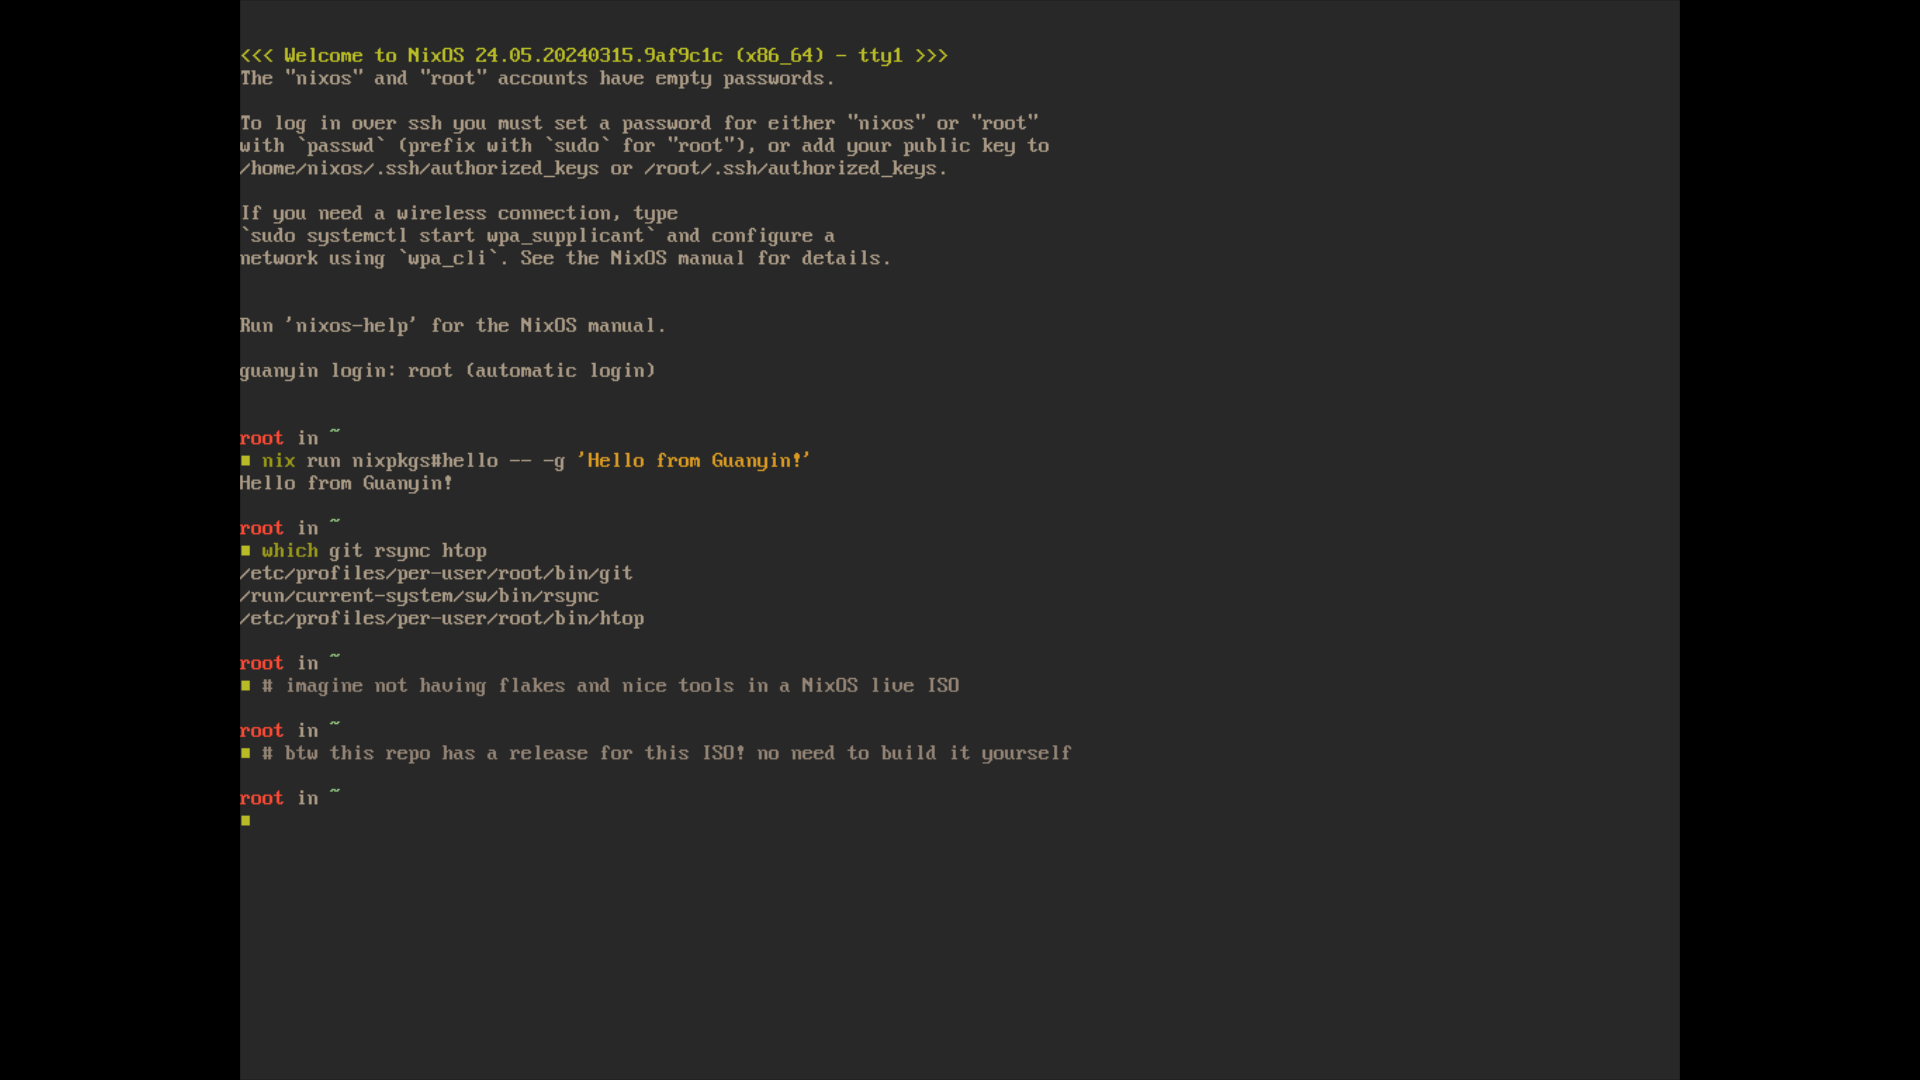 <<< Welcome to NixOS 24.05.20240315.9af9c1c (x86_64) - tty1 >>>
The "nixos" and "root" accounts have empty passwords.
To log in over ssh you must set a password for either "nixos" or "root"
with `passwd` (prefix with `sudo` for "root"), or add your public key to
/home/nixos/.ssh/authorized_keys or /root/.ssh/authorized_keys.
If you need a wireless connection, type
`sudo systemctl start wpa_supplicant` and configure a
network using `wpa_cli`. See the NixOS manual for details.
Run 'nixos-help' for the NixOS manual.
guanyin login: root (automatic login)
root in ~
■ nix run nixpkgs#hello -- -g 'Hello from Guanyin!'
Hello from Guanyin!
root in ~
■ which git rsync htop
/etc/profiles/per-user/root/bin/git
/run/current-system/sw/bin/rsync
/etc/profiles/per-user/root/bin/htop
root in ~
■ # imagine not having flakes and nice tools in a NixOS live ISO
root in ~
■ # btw this repo has a release for this ISO! no need to build it yourself
root in ~
■